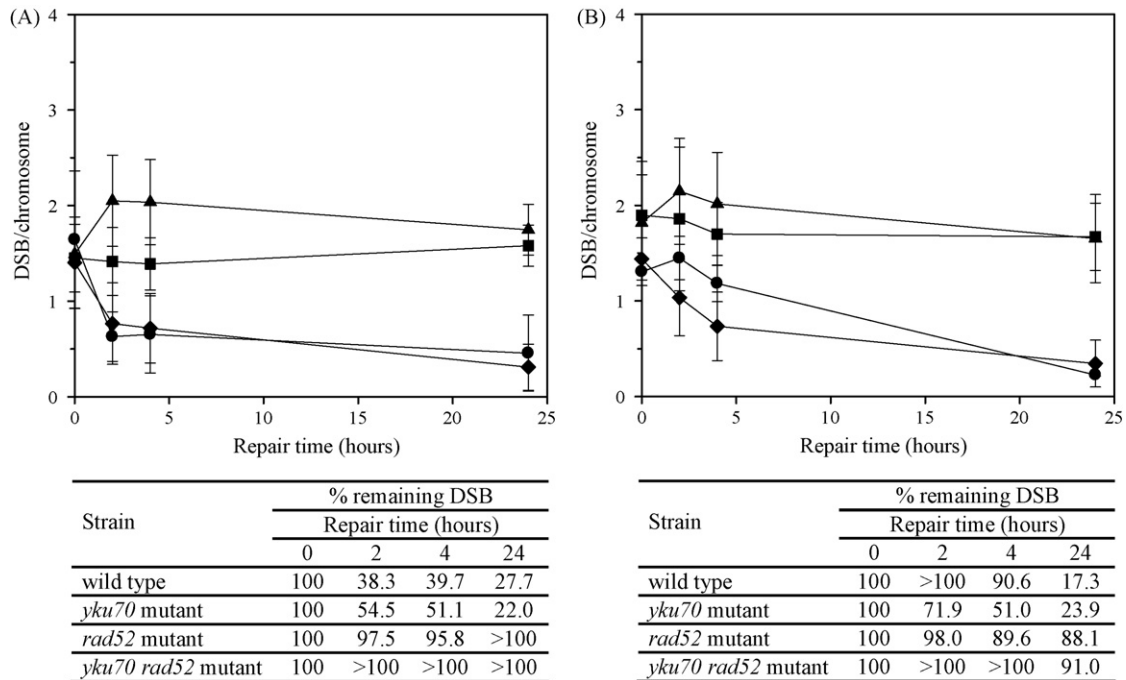 (A)
4
3
2
1
0
DSB/chromosome
0 5 10 15 20 25
Repair time (hours)
% remaining DSB
Strain
Repair time (hours)
0 2 4 24
wild type 100 38.3 39.7 27.7
yku70 mutant 100 54.5 51.1 22.0
rad52 mutant 100 97.5 95.8 >100
yku70 rad52 mutant 100 >100 >100 >100
(B)
4
3
2
1
0
DSB/chromosome
0 5 10 15 20 25
Repair time (hours)
% remaining DSB
Strain
Repair time (hours)
0 2 4 24
wild type 100 >100 90.6 17.3
yku70 mutant 100 71.9 51.0 23.9
rad52 mutant 100 98.0 89.6 88.1
yku70 rad52 mutant 100 >100 >100 91.0